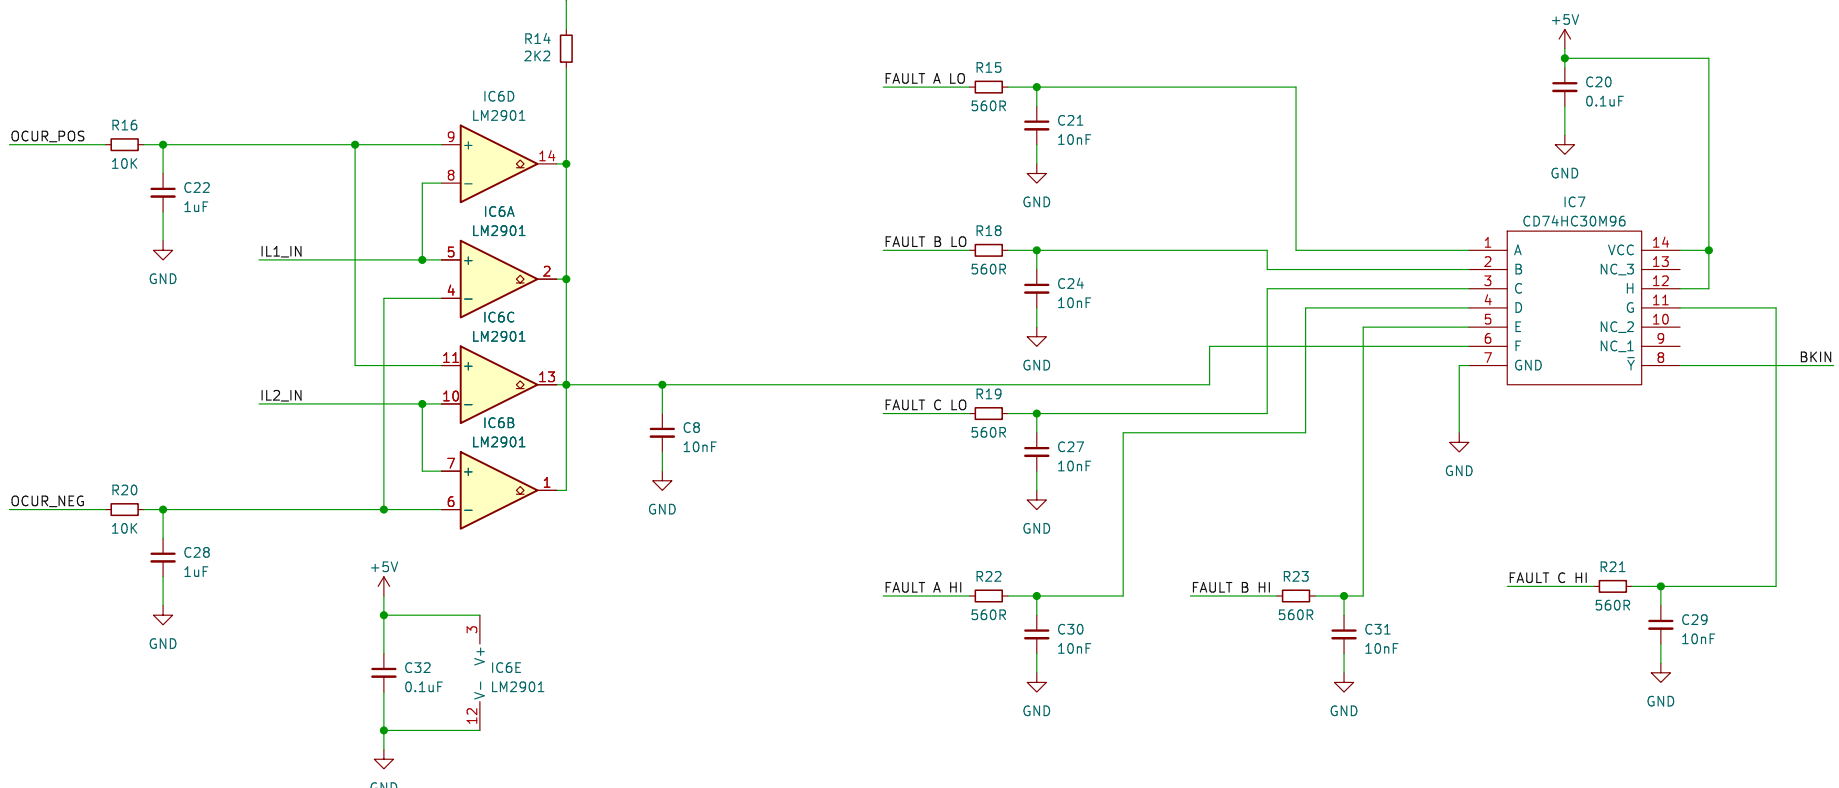 R14
2K2
IC6D
LM2901
OCUR_POS
R16
10K
C22
1uF
GND
9
+
8
−
14
IC6A
LM2901
IL1_IN
5
+
4
−
2
IC6C
LM2901
11
+
10
−
13
IL2_IN
IC6B
LM2901
7
+
6
−
1
OCUR_NEG
R20
10K
C28
1uF
GND
C8
10nF
GND
+5V
C32
0.1uF
3
V+
V−
12
IC6E
LM2901
GND
FAULT A LO
R15
560R
C21
10nF
GND
FAULT B LO
R18
560R
C24
10nF
GND
FAULT C LO
R19
560R
C27
10nF
GND
FAULT A HI
R22
560R
C30
10nF
GND
FAULT B HI
R23
560R
C31
10nF
GND
+5V
C20
0.1uF
GND
IC7
CD74HC30M96
1 A VCC 14
2 B NC_3 13
3 C H 12
4 D G 11
5 E NC_2 10
6 F NC_1 9
7 GND Y̅ 8
BKIN
GND
FAULT C HI
R21
560R
C29
10nF
GND